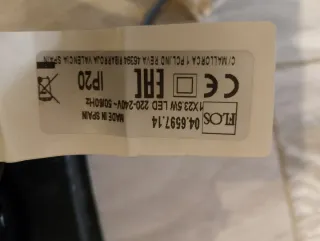 FLOS
04.6597.14
1X23.5W LED 220-240V~ 50/60Hz
MADE IN SPAIN
CE
EAC
IP20
C/ MALLORCA 1 POL.IND REVA 46394 RIBARROJA VALENCIA SPAIN